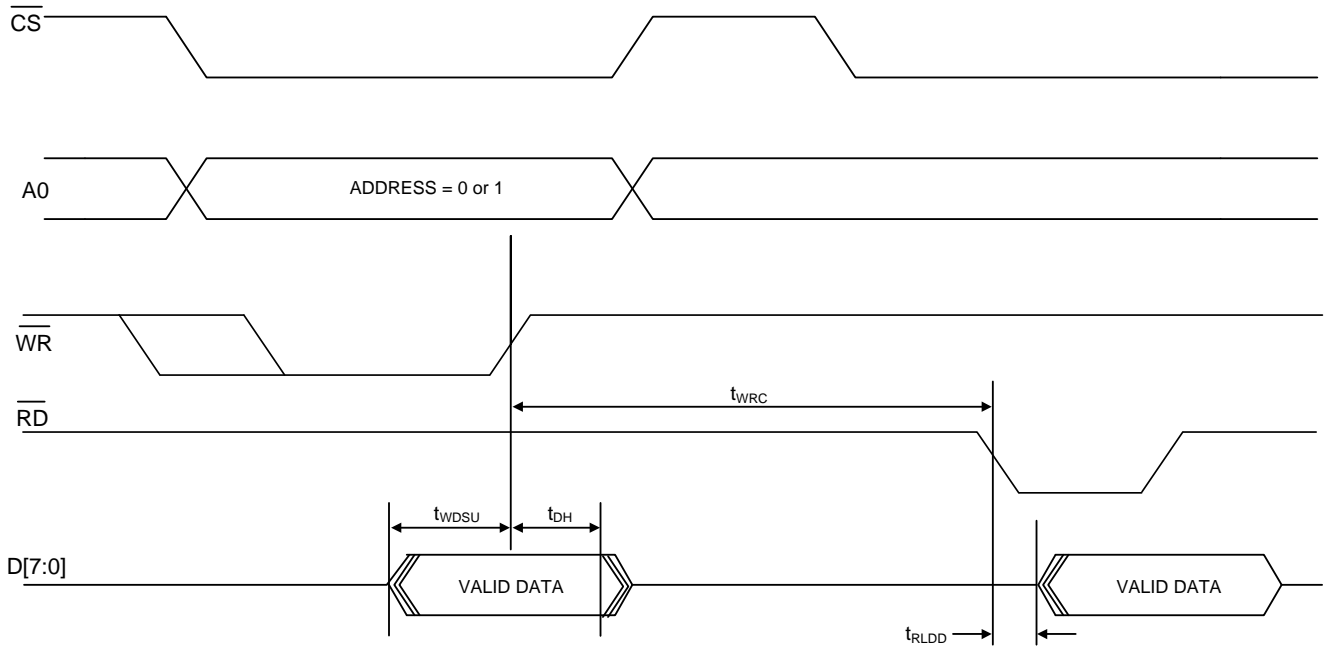 CS
A0
ADDRESS = 0 or 1
WR
tWRC
RD
tWDSU
tDH
D[7:0]
VALID DATA
VALID DATA
tRLDD